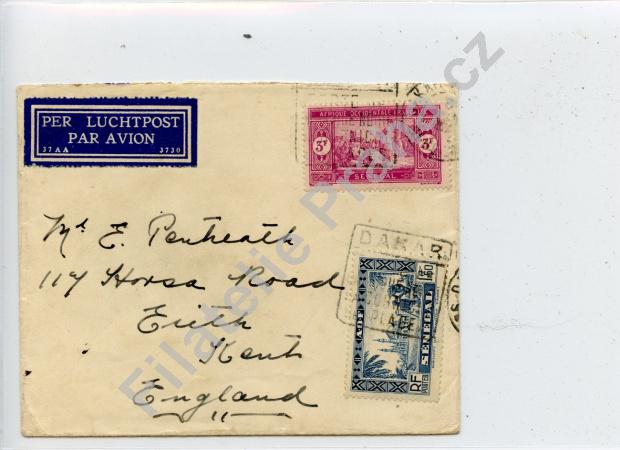 PER LUCHTPOST
PAR AVION
37AA 3730
AFRIQUE OCCIDENTALE
3F 3F
SENEGAL
Mr E. Pentreath
117 Horsa Road
Erith
Kent
England
DAKAR
AOF
SENEGAL
RF
Filatelie Praha.cz